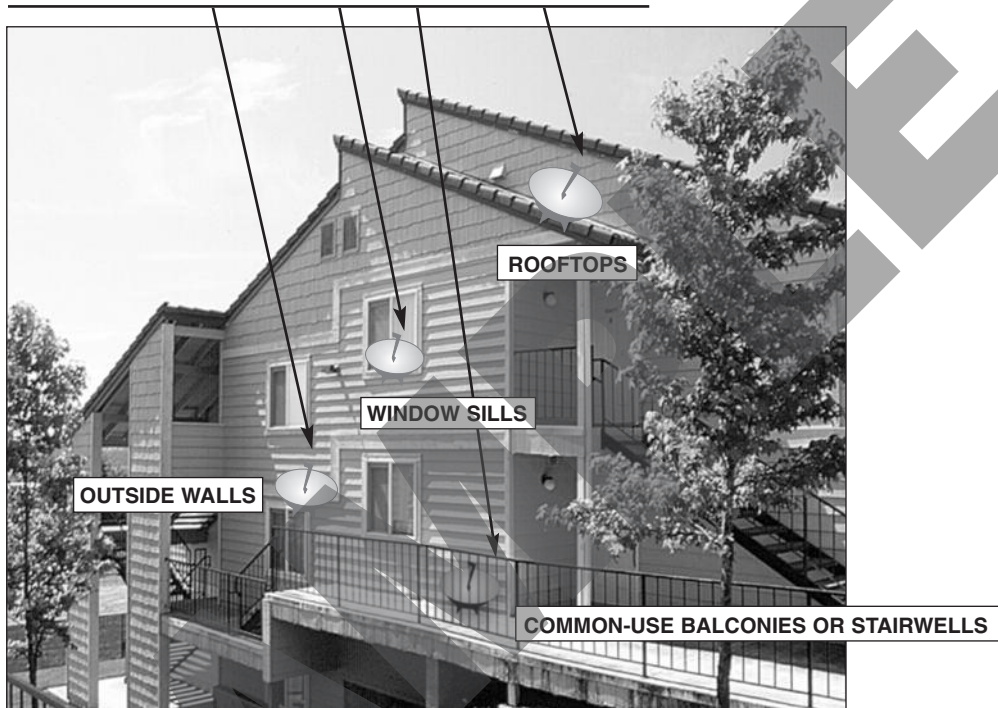 ROOFTOPS
WINDOW SILLS
OUTSIDE WALLS
COMMON-USE BALCONIES OR STAIRWELLS